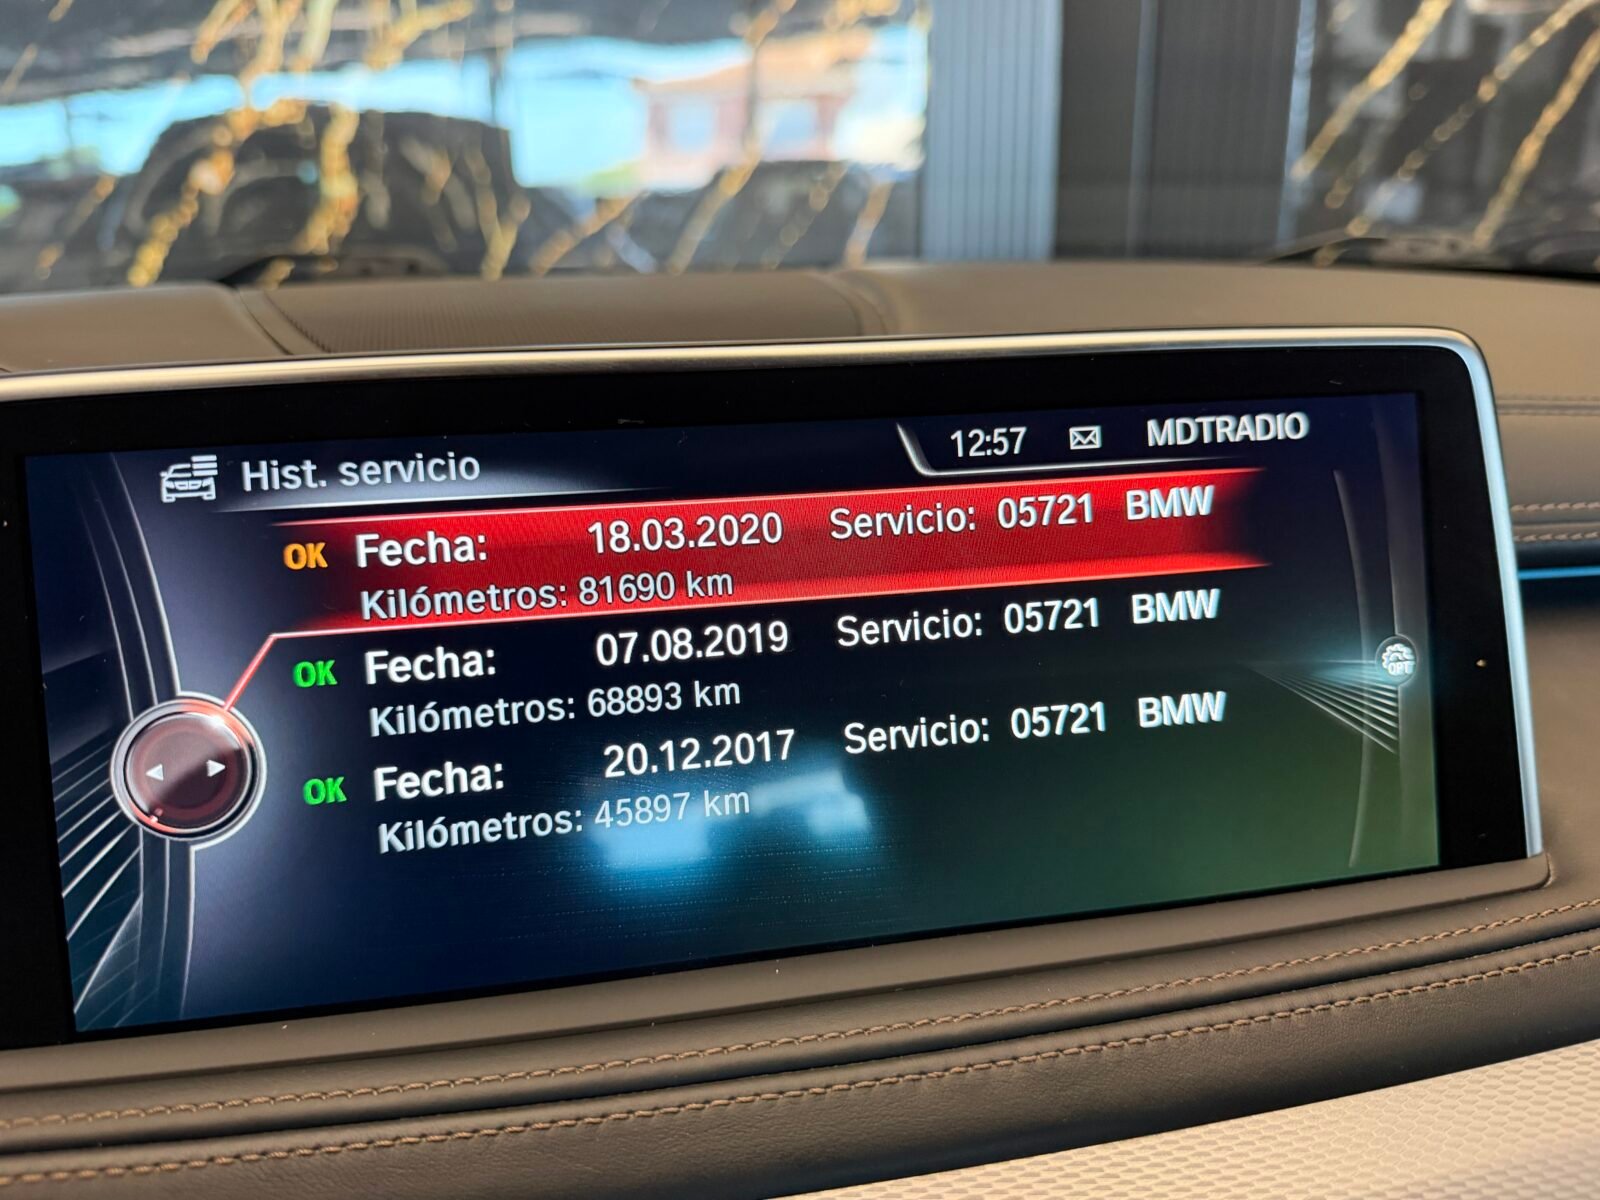 Hist. servicio
12:57 MDTRADIO
OK Fecha: 18.03.2020 Servicio: 05721 BMW
Kilómetros: 81690 km
OK Fecha: 07.08.2019 Servicio: 05721 BMW
Kilómetros: 68893 km
OK Fecha: 20.12.2017 Servicio: 05721 BMW
Kilómetros: 45897 km
OPT